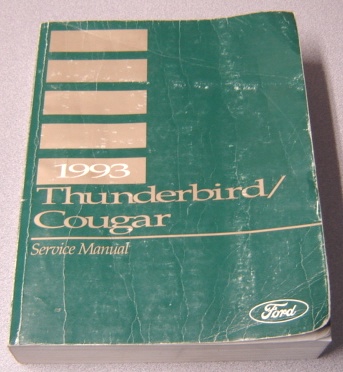 1993
Thunderbird/
Cougar
Service Manual
Ford